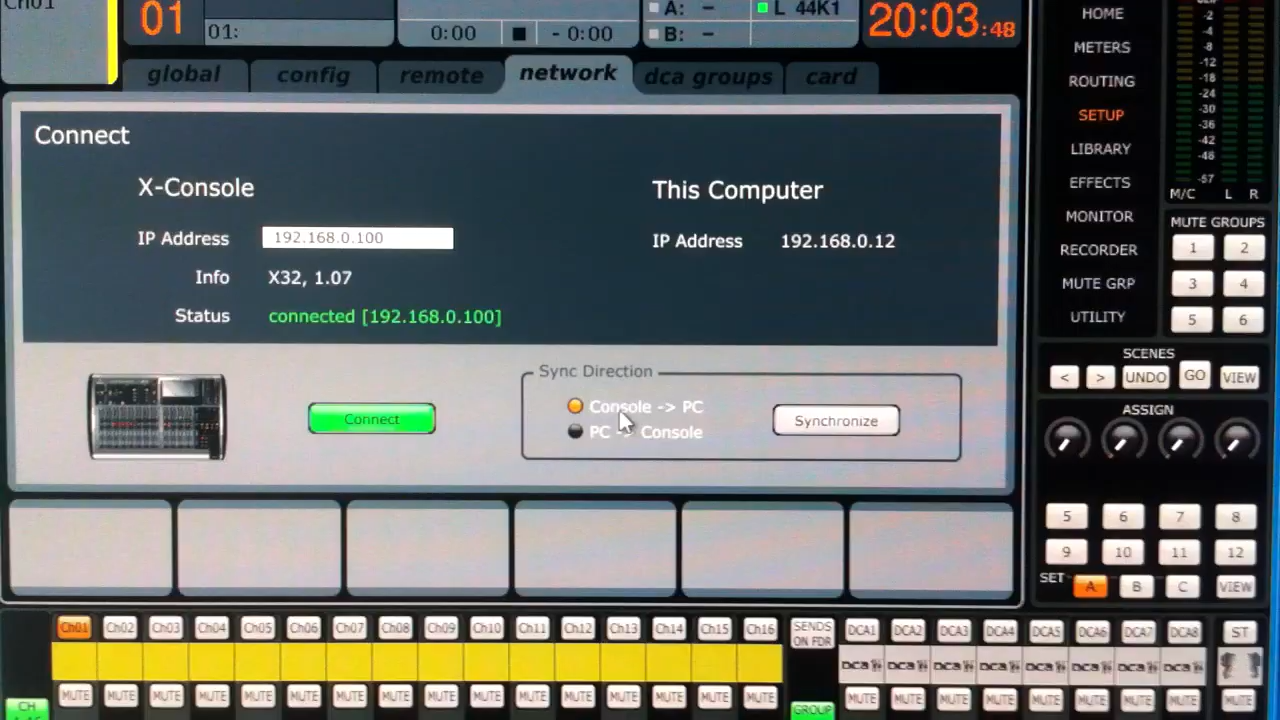 Ch01
01
01:
0:00 - 0:00
A: -
B: -
L 44K1
20:03:48
global config remote network dca groups card
Connect
X-Console
IP Address 192.168.0.100
Info X32, 1.07
Status connected [192.168.0.100]
This Computer
IP Address 192.168.0.12
Connect
Sync Direction
Console -> PC
PC -> Console
Synchronize
HOME
METERS
ROUTING
SETUP
LIBRARY
EFFECTS
MONITOR
RECORDER
MUTE GRP
UTILITY
-2
-4
-8
-12
-18
-24
-30
-36
-42
-48
-57
M/C L R
MUTE GROUPS
1 2
3 4
5 6
SCENES
< > UNDO GO VIEW
ASSIGN
5 6 7 8
9 10 11 12
SET A B C VIEW
Ch01 Ch02 Ch03 Ch04 Ch05 Ch06 Ch07 Ch08 Ch09 Ch10 Ch11 Ch12 Ch13 Ch14 Ch15 Ch16
SENDS
ON FDR
DCA1 DCA2 DCA3 DCA4 DCA5 DCA6 DCA7 DCA8 ST
DCA DCA DCA DCA DCA DCA DCA DCA
MUTE MUTE MUTE MUTE MUTE MUTE MUTE MUTE MUTE MUTE MUTE MUTE MUTE MUTE MUTE MUTE
MUTE MUTE MUTE MUTE MUTE MUTE MUTE MUTE MUTE
CH
GROUP